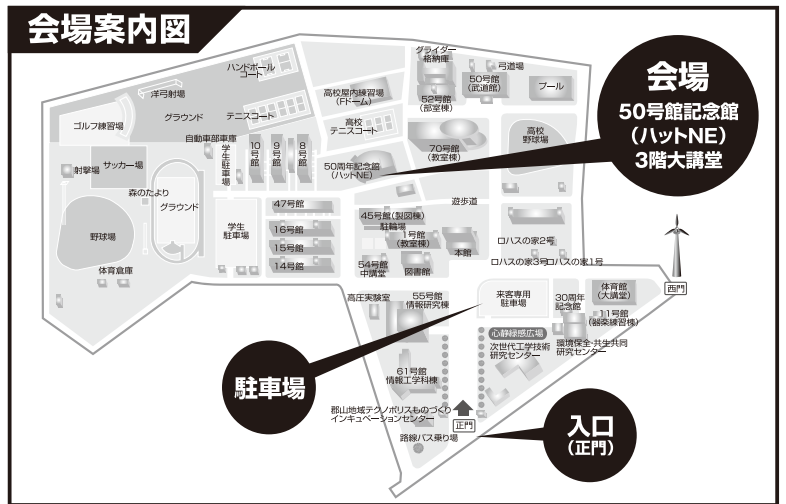 会場案内図
会場
50号館記念館
（ハットNE）
3階大講堂
グライダー
格納庫
弓道場
50号館
（武道館）
プール
52号館
（部室棟）
ハンドボール
コート
洋弓射場
高校屋内練習場
（Fドーム）
グラウンド
テニスコート
ゴルフ練習場
高校
テニスコート
高校
野球場
自動車部車庫
学生駐車場
10号館
9号館
8号館
70号館
（教室棟）
50周年記念館
（ハットNE）
射撃場
サッカー場
森のたより
グラウンド
47号館
遊歩道
45号館（製図棟）
駐輪場
学生
駐車場
16号館
1号館
（教室棟）
野球場
15号館
本館
ロハスの家2号
14号館
54号館
中講堂
図書館
ロハスの家3号
ロハスの家1号
体育倉庫
西門
高圧実験室
55号館
情報研究棟
来客専用
駐車場
30周年
記念館
体育館
（大講堂）
11号館
（器楽練習棟）
心静緑感広場
次世代工学技術
研究センター
環境保全・共生共同
研究センター
駐車場
61号館
情報工学科棟
郡山地域テクノポリスものづくり
インキュベーションセンター
正門
路線バス乗り場
入口
（正門）